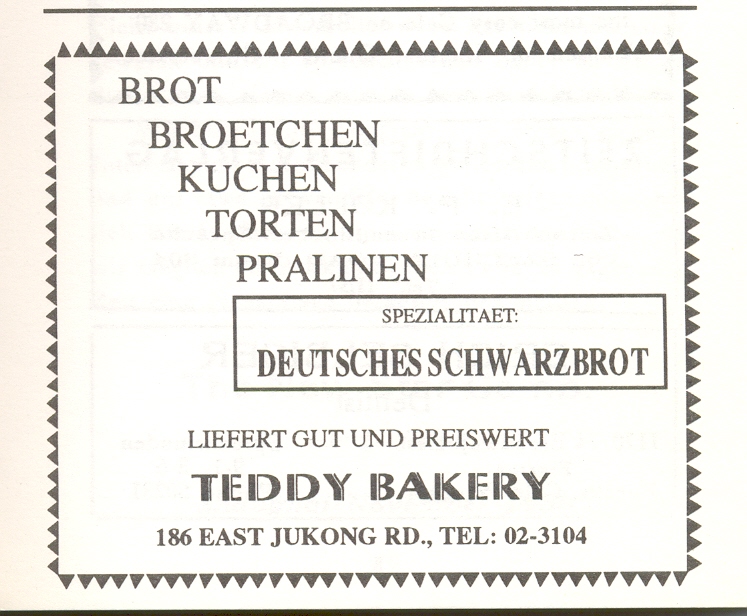 BROT
BROETCHEN
KUCHEN
TORTEN
PRALINEN
SPEZIALITAET:
DEUTSCHES SCHWARZBROT
LIEFERT GUT UND PREISWERT
TEDDY BAKERY
186 EAST JUKONG RD., TEL: 02-3104